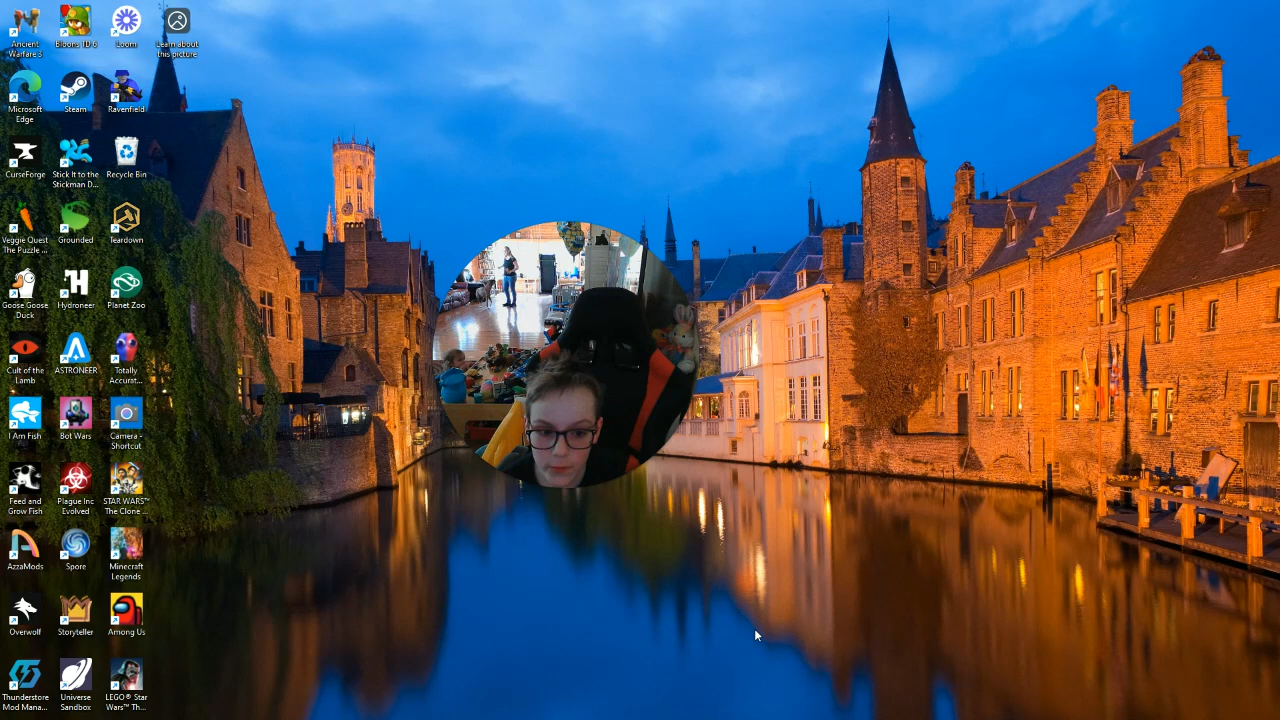 Ancient
Warfare 3
Bloons TD 6
Loom
Learn about
this picture
Microsoft
Edge
Steam
Ravenfield
CurseForge
Stick It to the
Stickman D...
Recycle Bin
Veggie Quest
The Puzzle ...
Grounded
Teardown
Goose Goose
Duck
Hydroneer
Planet Zoo
Cult of the
Lamb
ASTRONEER
Totally
Accurat...
I Am Fish
Bot Wars
Camera -
Shortcut
Feed and
Grow Fish
Plague Inc
Evolved
STAR WARS™
The Clone ...
AzzaMods
Spore
Minecraft
Legends
Overwolf
Storyteller
Among Us
Thunderstore
Mod Mana...
Universe
Sandbox
LEGO® Star
Wars™ Th...